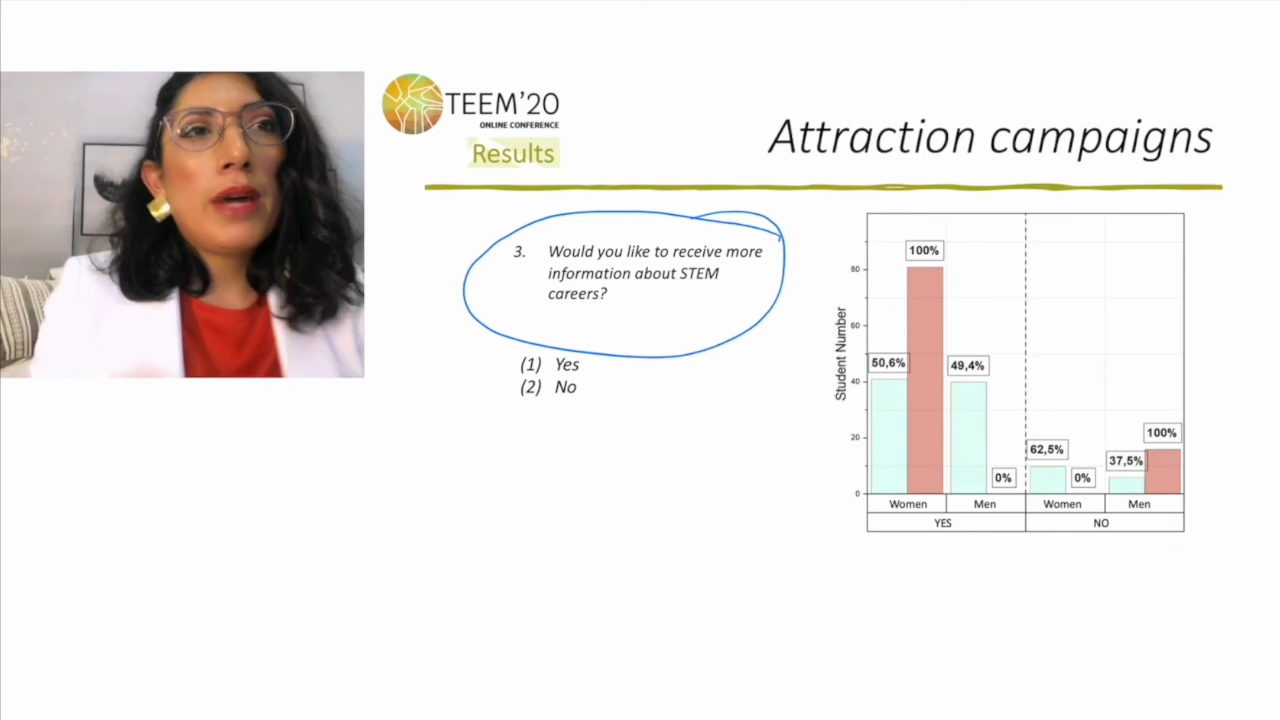 TEEM'20
ONLINE CONFERENCE
Results
Attraction campaigns
3. Would you like to receive more
information about STEM
careers?
(1) Yes
(2) No
Student Number
80
60
40
20
0
100%
50,6%
49,4%
0%
62,5%
0%
37,5%
100%
Women Men Women Men
YES NO